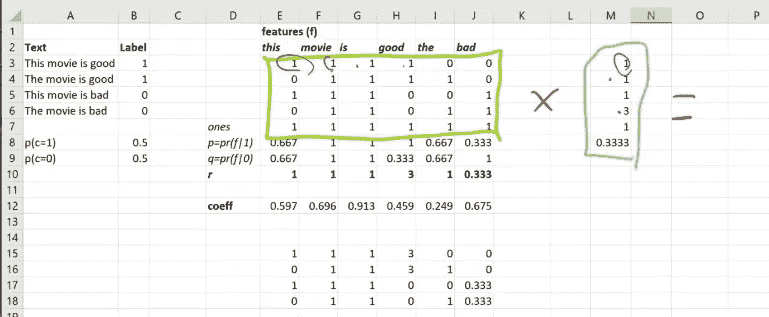 A B C D E F G H I J K L M N O P
1 features (f)
2 Text Label this movie is good the bad
3 This movie is good 1 1 1 1 1 0 0 1
4 The movie is good 1 0 1 1 1 1 0 1
5 This movie is bad 0 1 1 1 0 0 1 × 1 =
6 The movie is bad 0 0 1 1 0 1 1 3
7 ones 1 1 1 1 1 1 1
8 p(c=1) 0.5 p=pr(f|1) 0.667 1 1 1 0.667 0.333 0.3333
9 p(c=0) 0.5 q=pr(f|0) 0.667 1 1 0.333 0.667 1
10 r 1 1 1 3 1 0.333
11
12 coeff 0.597 0.696 0.913 0.459 0.249 0.675
13
14
15 1 1 1 3 0 0
16 0 1 1 3 1 0
17 1 1 1 0 0 0.333
18 0 1 1 0 1 0.333